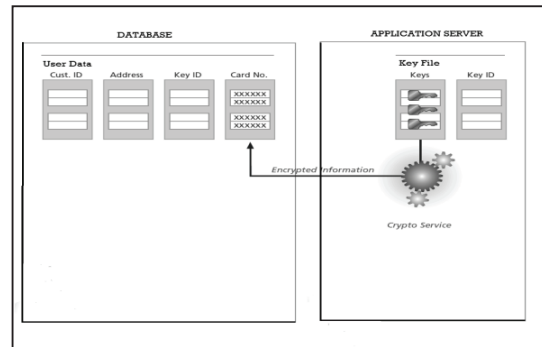 DATABASE
APPLICATION SERVER
User Data
Cust. ID Address Key ID Card No.
Key File
Keys Key ID
XXXXXX
XXXXXX
XXXXXX
XXXXXX
Encrypted Information
Crypto Service